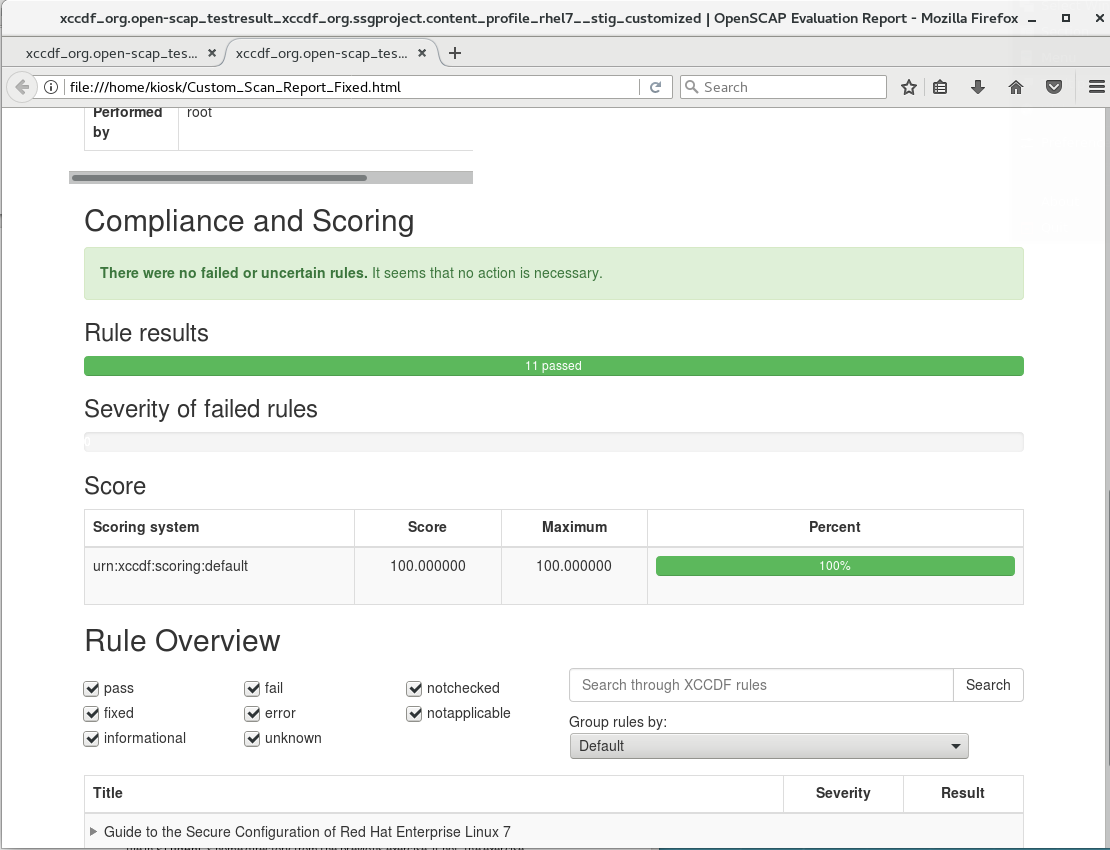 xccdf_org.open-scap_testresult_xccdf_org.ssgproject.content_profile_rhel7__stig_customized | OpenSCAP Evaluation Report - Mozilla Firefox
xccdf_org.open-scap_tes... × xccdf_org.open-scap_tes... × +
file:///home/kiosk/Custom_Scan_Report_Fixed.html Search
Performed by root
Compliance and Scoring
There were no failed or uncertain rules. It seems that no action is necessary.
Rule results
11 passed
Severity of failed rules
0
Score
Scoring system Score Maximum Percent
urn:xccdf:scoring:default 100.000000 100.000000 100%
Rule Overview
pass fail notchecked
fixed error notapplicable
informational unknown
Search through XCCDF rules Search
Group rules by:
Default
Title Severity Result
Guide to the Secure Configuration of Red Hat Enterprise Linux 7